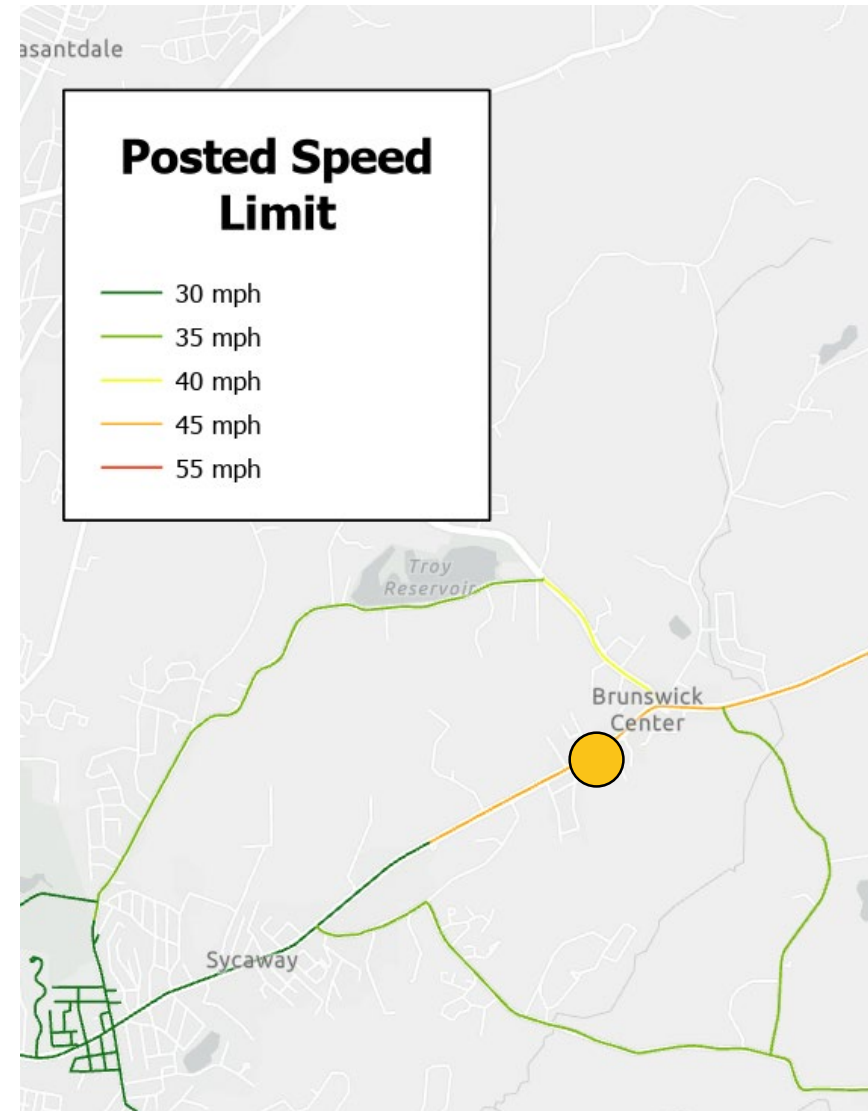 asantdale
Posted Speed
Limit
30 mph
35 mph
40 mph
45 mph
55 mph
Troy
Reservoir
Brunswick
Center
Sycaway